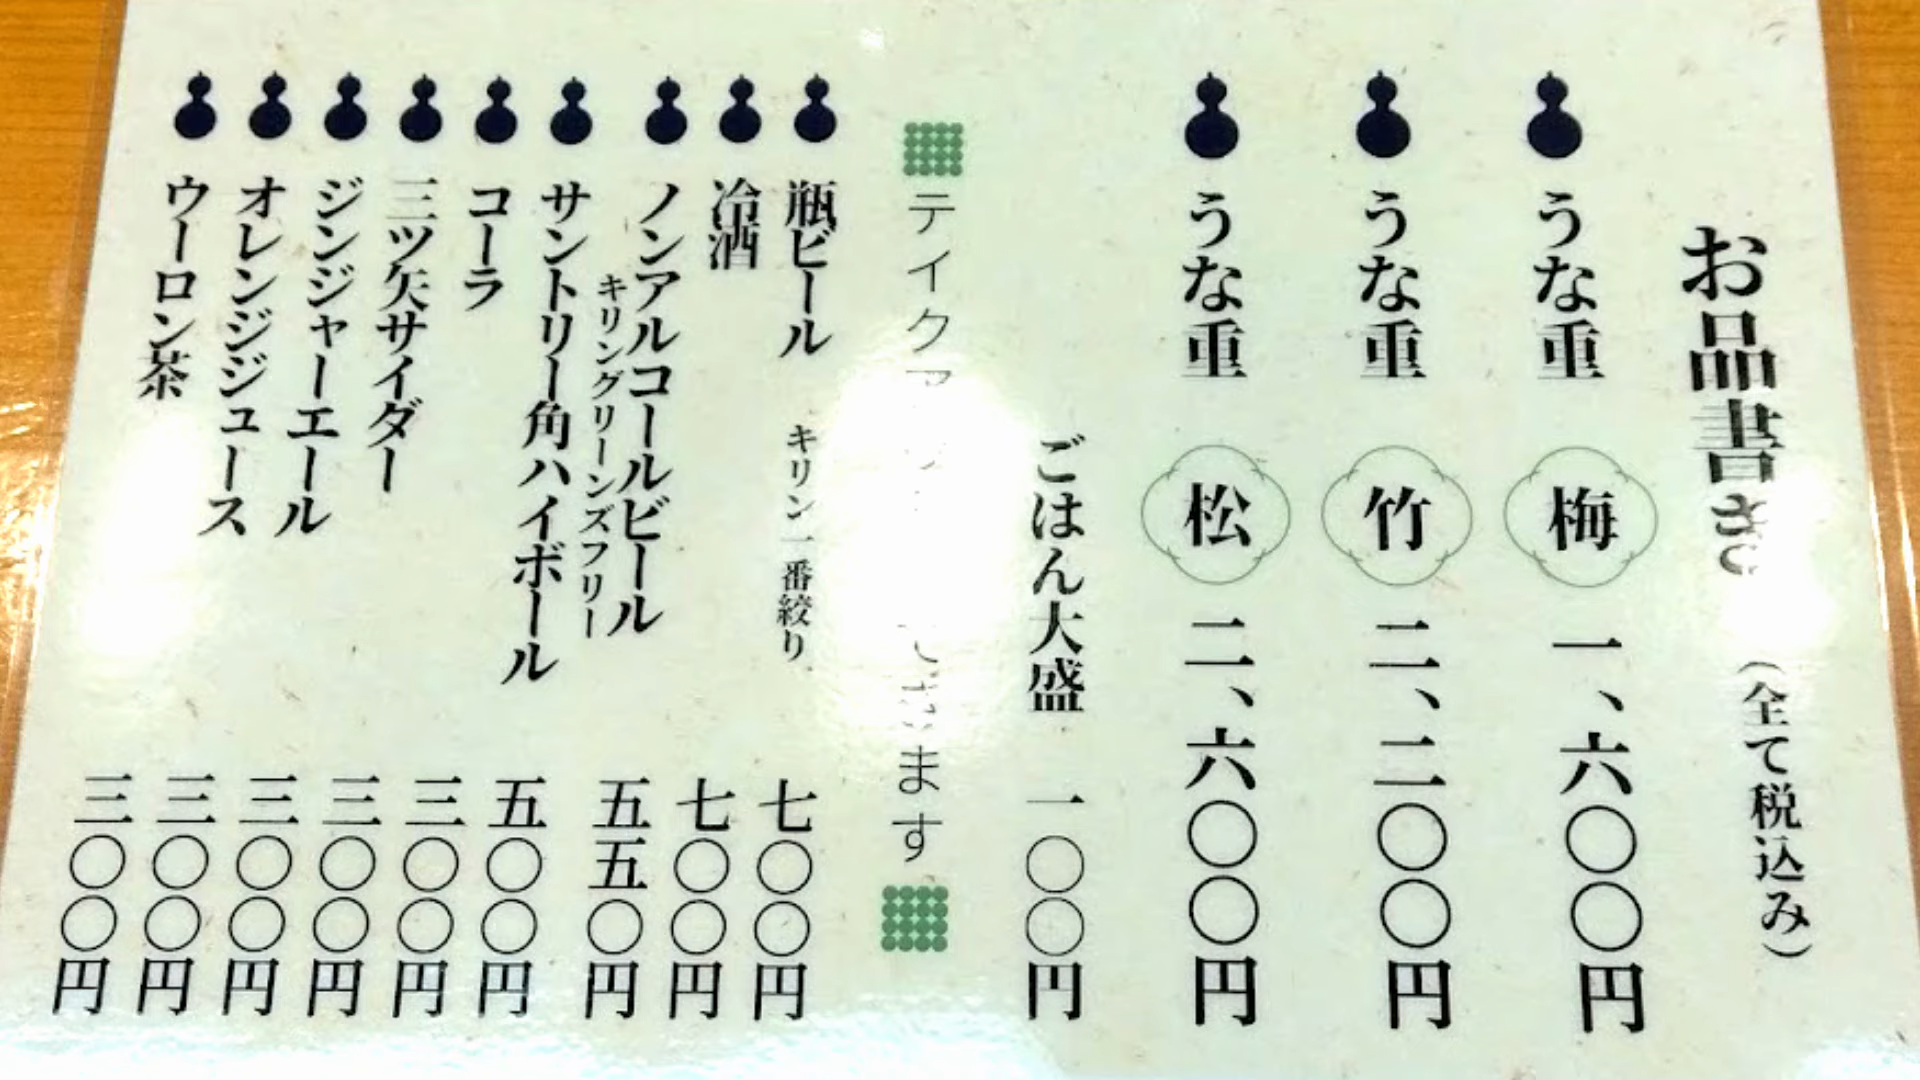 お品書き（全て税込み）
うな重 梅 一、六〇〇円
うな重 竹 二、二〇〇円
うな重 松 二、六〇〇円
ごはん大盛 一〇〇円
テイク きます
瓶ビール キリン一番絞り 七〇〇円
冷酒 七〇〇円
ノンアルコールビール 五五〇円
キリングリーンズフリー
サントリー角ハイボール 五〇〇円
コーラ 三〇〇円
三ツ矢サイダー 三〇〇円
ジンジャーエール 三〇〇円
オレンジジュース 三〇〇円
ウーロン茶 三〇〇円